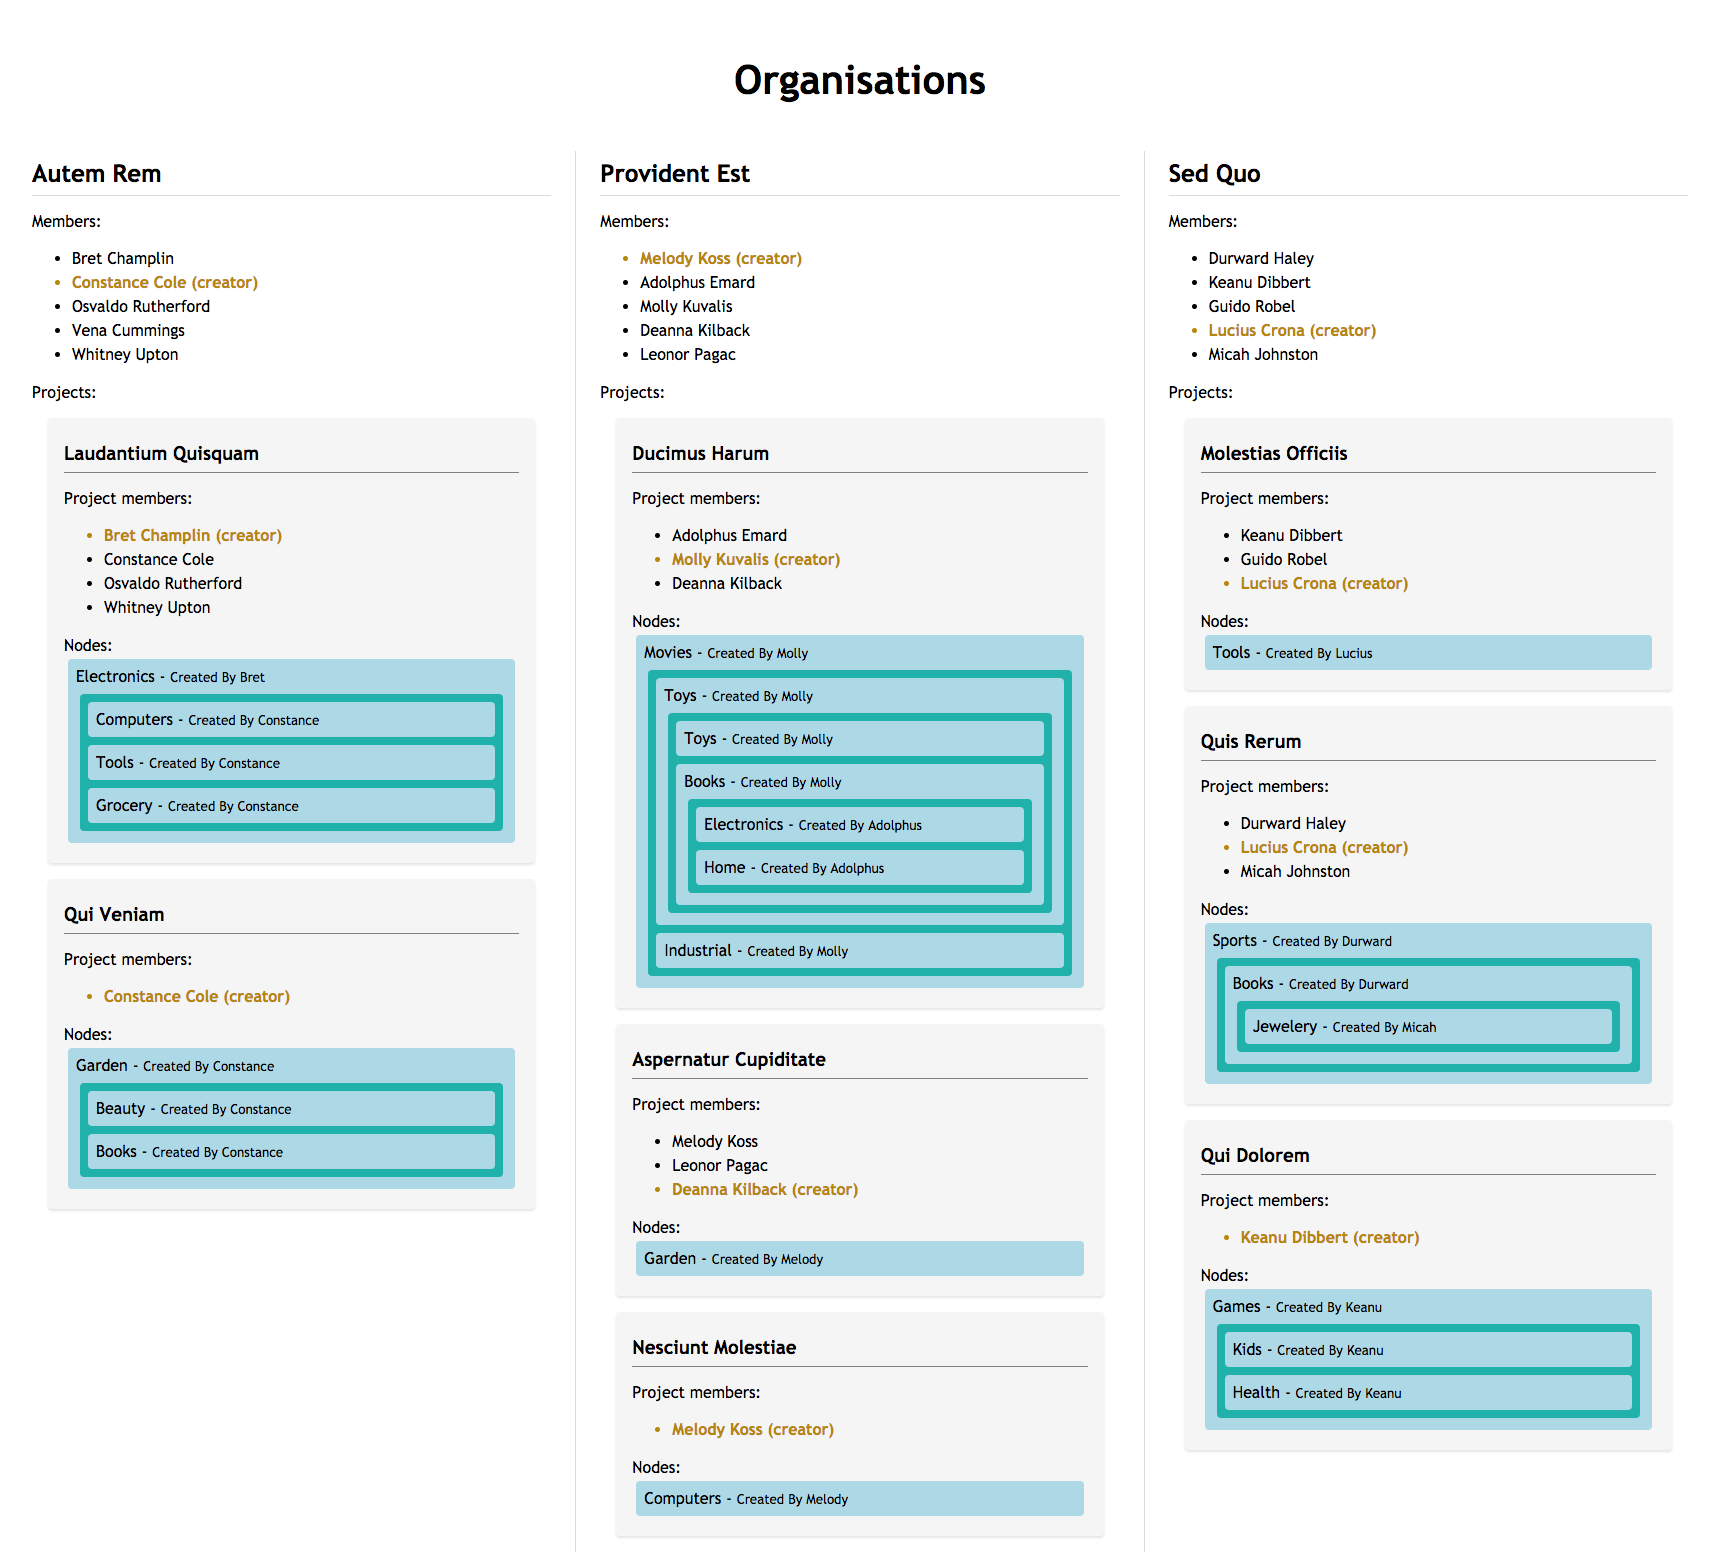 Organisations
Autem Rem
Members:
Bret Champlin
Constance Cole (creator)
Osvaldo Rutherford
Vena Cummings
Whitney Upton
Projects:
Laudantium Quisquam
Project members:
Bret Champlin (creator)
Constance Cole
Osvaldo Rutherford
Whitney Upton
Nodes:
Electronics - Created By Bret
Computers - Created By Constance
Tools - Created By Constance
Grocery - Created By Constance
Qui Veniam
Project members:
Constance Cole (creator)
Nodes:
Garden - Created By Constance
Beauty - Created By Constance
Books - Created By Constance
Provident Est
Members:
Melody Koss (creator)
Adolphus Emard
Molly Kuvalis
Deanna Kilback
Leonor Pagac
Projects:
Ducimus Harum
Project members:
Adolphus Emard
Molly Kuvalis (creator)
Deanna Kilback
Nodes:
Movies - Created By Molly
Toys - Created By Molly
Toys - Created By Molly
Books - Created By Molly
Electronics - Created By Adolphus
Home - Created By Adolphus
Industrial - Created By Molly
Aspernatur Cupiditate
Project members:
Melody Koss
Leonor Pagac
Deanna Kilback (creator)
Nodes:
Garden - Created By Melody
Nesciunt Molestiae
Project members:
Melody Koss (creator)
Nodes:
Computers - Created By Melody
Sed Quo
Members:
Durward Haley
Keanu Dibbert
Guido Robel
Lucius Crona (creator)
Micah Johnston
Projects:
Molestias Officiis
Project members:
Keanu Dibbert
Guido Robel
Lucius Crona (creator)
Nodes:
Tools - Created By Lucius
Quis Rerum
Project members:
Durward Haley
Lucius Crona (creator)
Micah Johnston
Nodes:
Sports - Created By Durward
Books - Created By Durward
Jewelery - Created By Micah
Qui Dolorem
Project members:
Keanu Dibbert (creator)
Nodes:
Games - Created By Keanu
Kids - Created By Keanu
Health - Created By Keanu